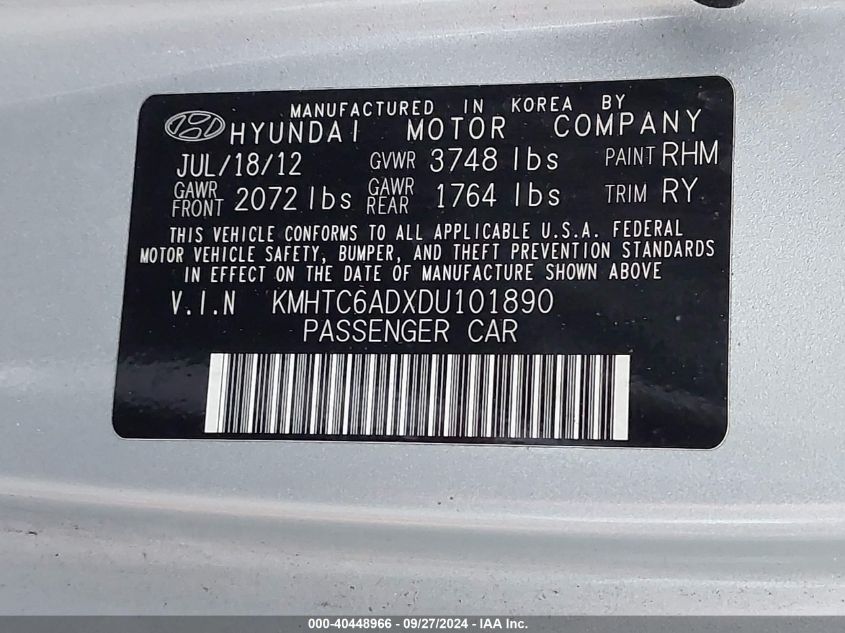 MANUFACTURED IN KOREA BY
HYUNDAI MOTOR COMPANY
JUL/18/12 GVWR 3748 lbs PAINT RHM
GAWR FRONT 2072 lbs GAWR REAR 1764 lbs TRIM RY
THIS VEHICLE CONFORMS TO ALL APPLICABLE U.S.A. FEDERAL
MOTOR VEHICLE SAFETY, BUMPER, AND THEFT PREVENTION STANDARDS
IN EFFECT ON THE DATE OF MANUFACTURE SHOWN ABOVE
V.I.N KMHTC6ADXDU101890
PASSENGER CAR
000-40448966 - 09/27/2024 - IAA Inc.